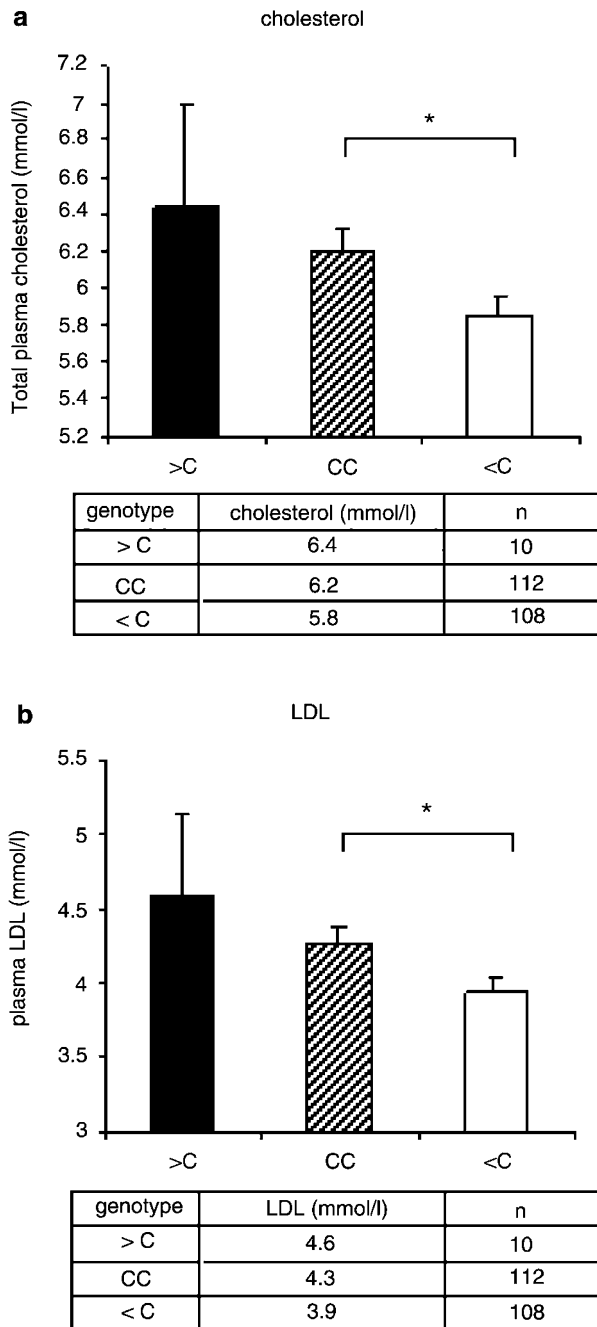 a
cholesterol
Total plasma cholesterol (mmol/l)
7.2
7
6.8
6.6
6.4
6.2
6
5.8
5.6
5.4
5.2
*
>C CC <C
genotype cholesterol (mmol/l) n
> C 6.4 10
CC 6.2 112
< C 5.8 108
b
LDL
plasma LDL (mmol/l)
5.5
5
4.5
4
3.5
3
*
>C CC <C
genotype LDL (mmol/l) n
> C 4.6 10
CC 4.3 112
< C 3.9 108